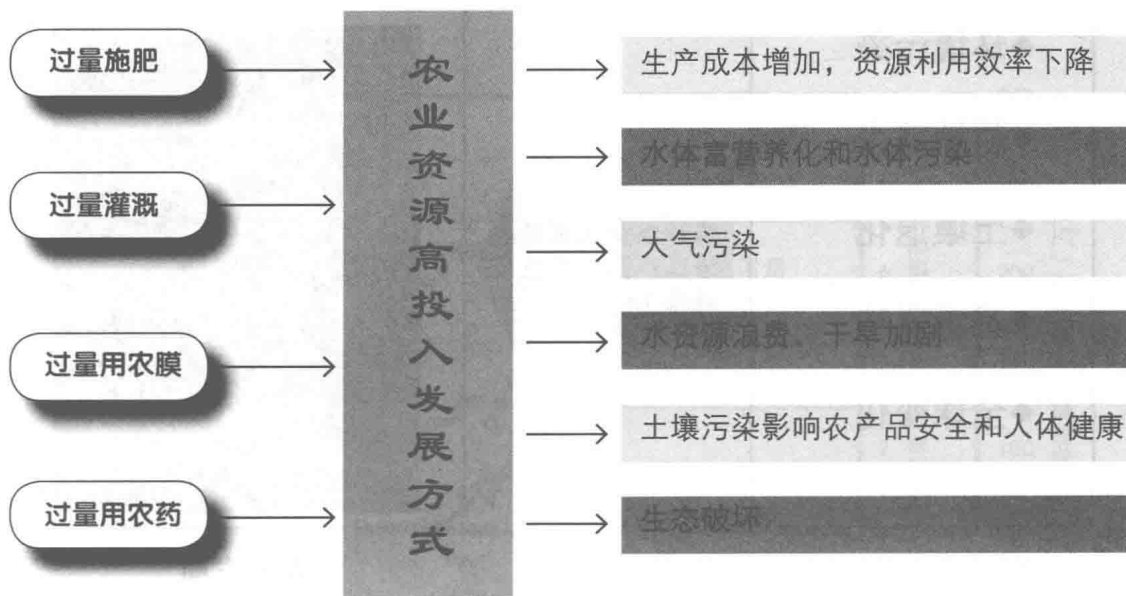 过量施肥
过量灌溉
过量用农膜
过量用农药
农业资源高投入发展方式
生产成本增加，资源利用效率下降
水体富营养化和水体污染
大气污染
水资源浪费、干旱加剧
土壤污染影响农产品安全和人体健康
生态破坏